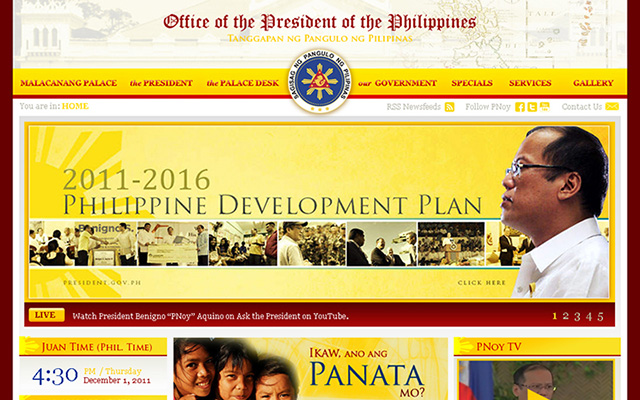 Office of the President of the Philippines
TANGGAPAN NG PANGULO NG PILIPINAS
MALACANANG PALACE the PRESIDENT the PALACE DESK our GOVERNMENT SPECIALS SERVICES GALLERY
SAGISAG NG PANGULO NG PILIPINAS
You are in: HOME RSS Newsfeeds Follow PNoy Contact Us
2011-2016
PHILIPPINE DEVELOPMENT PLAN
Benigno S.
PRESIDENT.GOV.PH CLICK HERE
LIVE Watch President Benigno "PNoy" Aquino on Ask the President on YouTube. 1 2 3 4 5
JUAN TIME (PHIL. TIME)
4:30 PM / Thursday
December 1, 2011
IKAW, ANO ANG
PANATA
MO?
PNOY TV